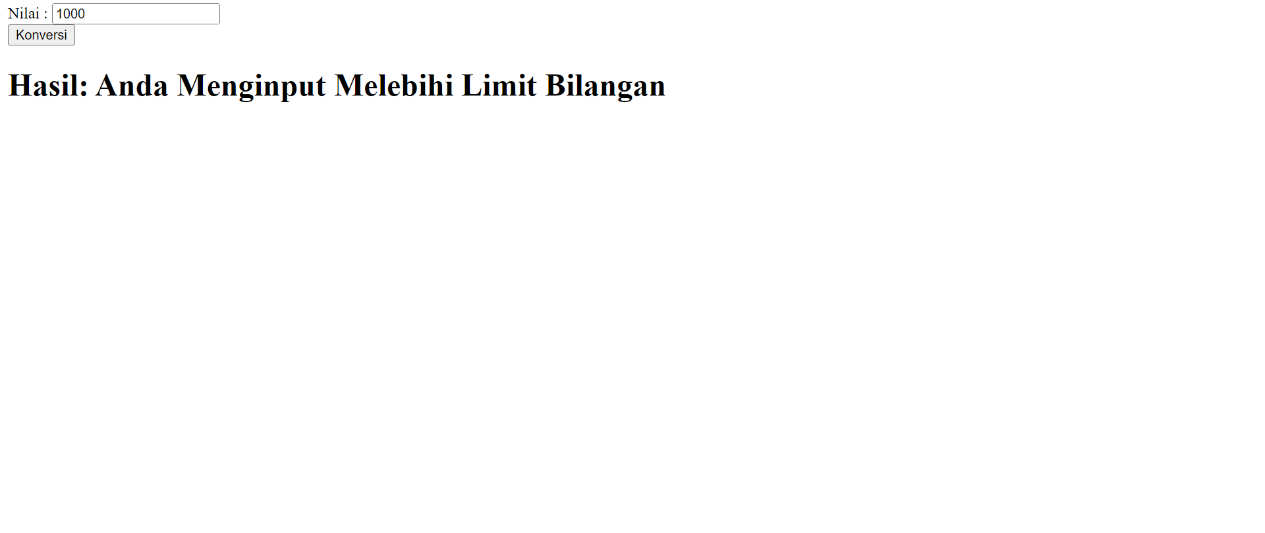 Nilai : 1000
Konversi
Hasil: Anda Menginput Melebihi Limit Bilangan